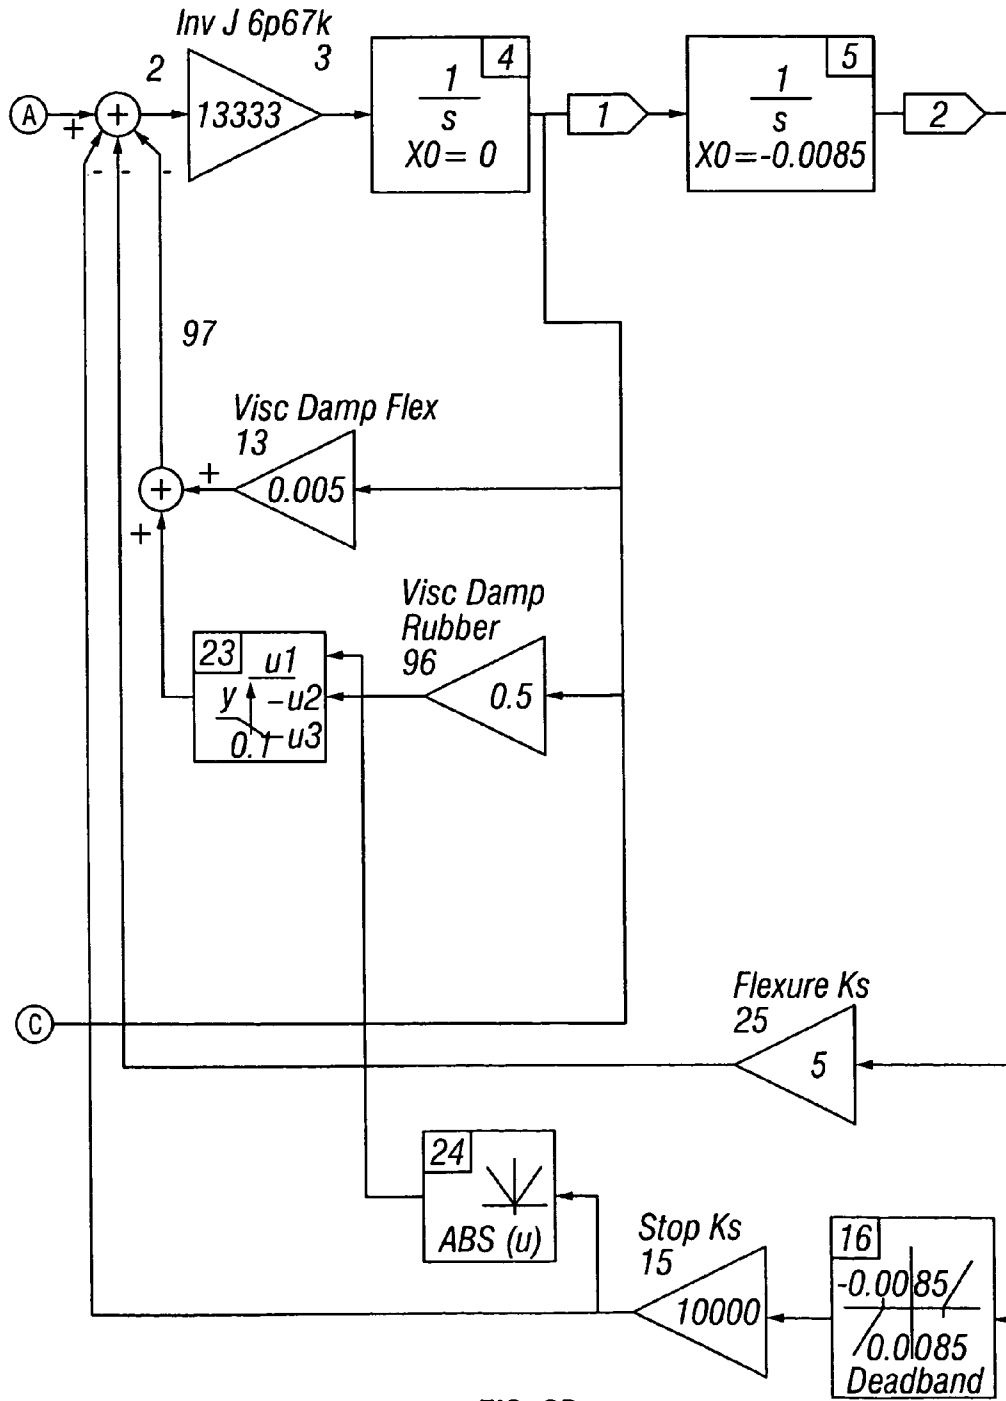 Inv J 6p67k
2
3
4
5
A
+
+
13333
1
s
X0= 0
1
1
s
X0=-0.0085
2
-
-
-
97
Visc Damp Flex
13
+
+
0.005
+
Visc Damp
Rubber
96
23
u1
y
-u2
0.1
-u3
0.5
Flexure Ks
25
C
5
24
ABS (u)
Stop Ks
15
10000
16
-0.0085
0.0085
Deadband